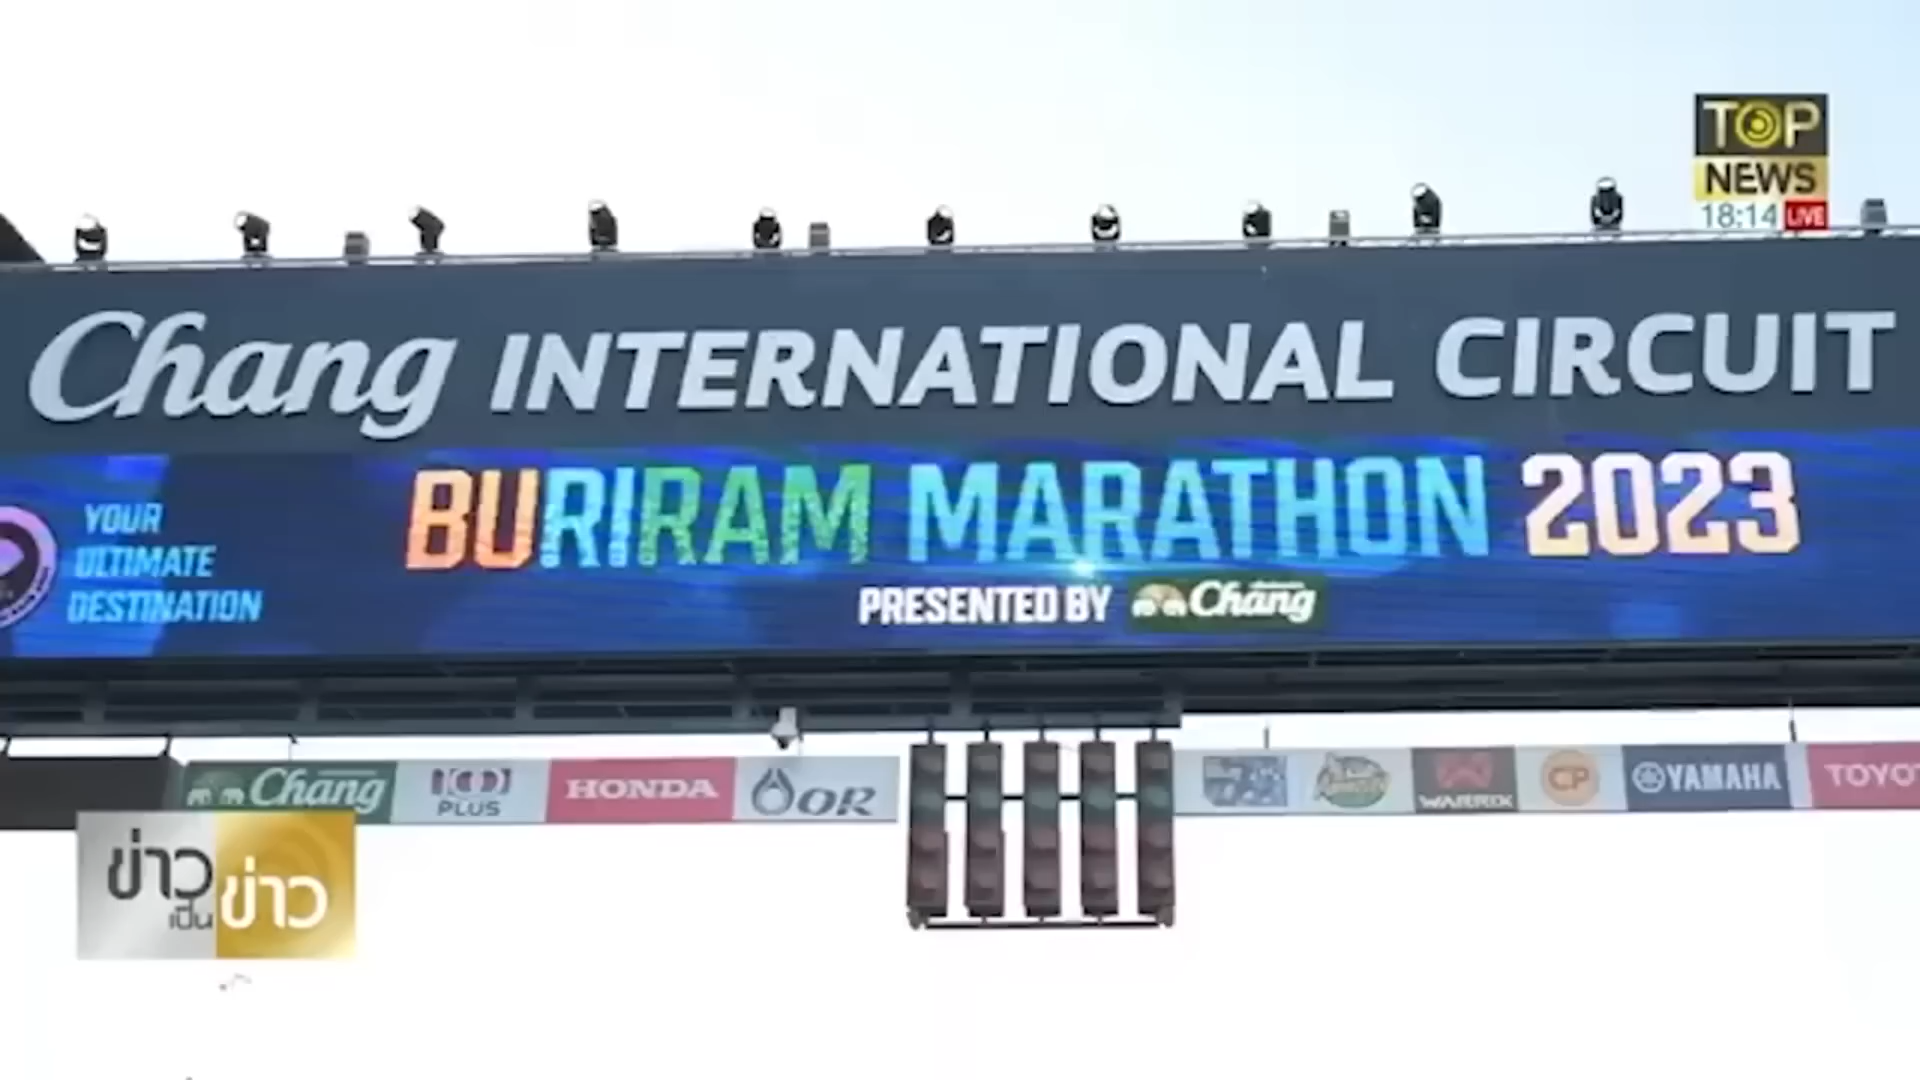 TOP
NEWS
18:14 LIVE
Chang INTERNATIONAL CIRCUIT
YOUR
ULTIMATE
DESTINATION
BURIRAM MARATHON 2023
PRESENTED BY Chang
Chang
100
PLUS
HONDA
OR
WARRIX
CP
YAMAHA
TOYOT
ข่าว
เป็น
ข่าว